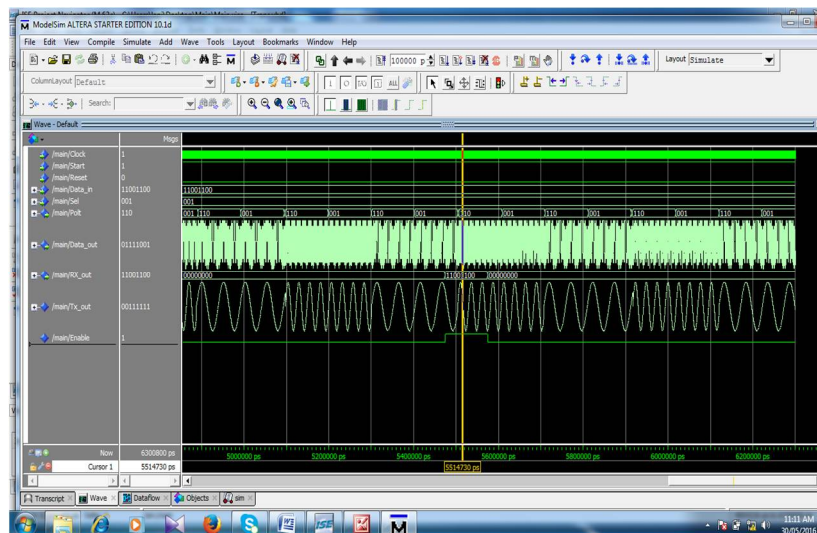 ModelSim ALTERA STARTER EDITION 10.1d
File Edit View Compile Simulate Add Wave Tools Layout Bookmarks Window Help
100000 p
Layout Simulate
ColumnLayout Default
Search:
Wave - Default
Msgs
/main/Clock 1
/main/Start 1
/main/Reset 0
/main/Data_in 11001100 11001100
/main/Sel 001 001
/main/Polt 110 001 110 001 110 001 110 001 110 001 110 001 110 001 110 001
/main/Data_out 01111001
/main/RX_out 11001100 00000000 00000000
/main/Tx_out 00111111
/main/Enable 1
Now 6300800 ps 5000000 ps 5200000 ps 5400000 ps 5600000 ps 5800000 ps 6000000 ps 6200000 ps
Cursor 1 5514730 ps 5514730 ps
Transcript Wave Dataflow Objects sim
ISE
M
11:11 AM
30/05/2016